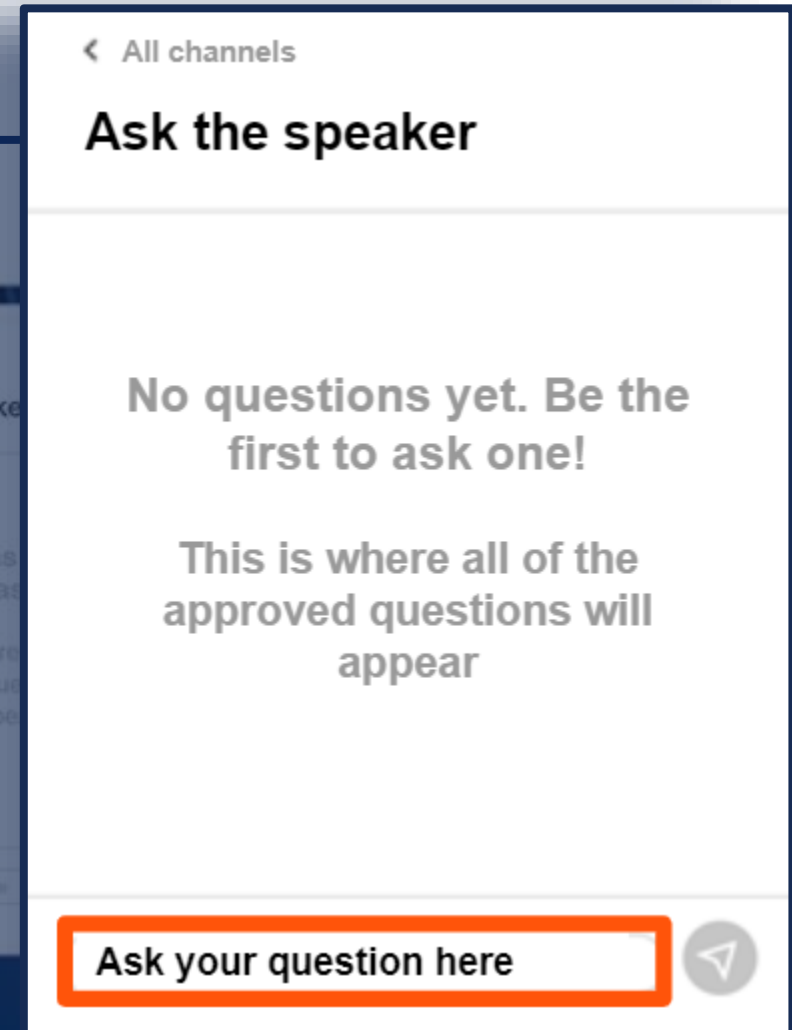 All channels
Ask the speaker
No questions yet. Be the
first to ask one!
This is where all of the
approved questions will
appear
Ask your question here